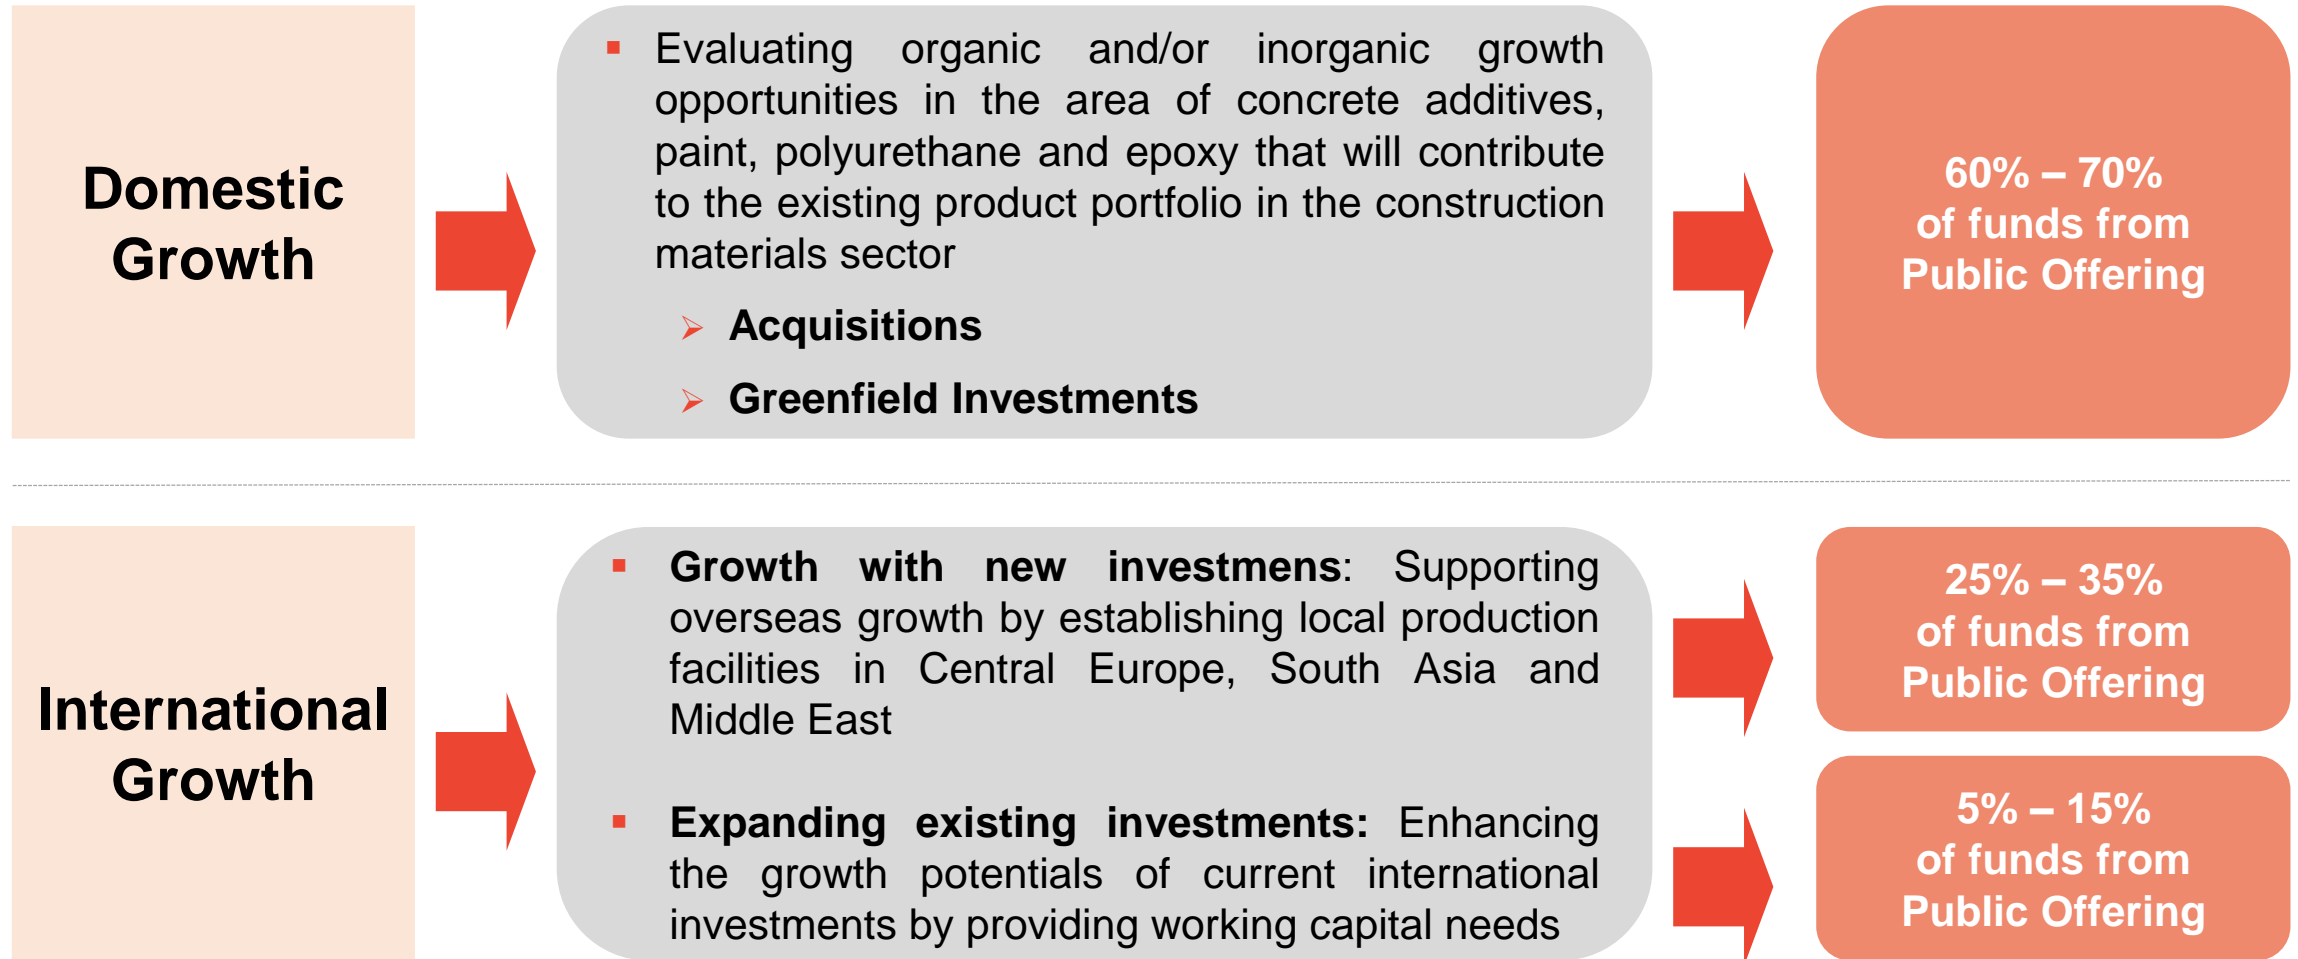 Domestic
Growth
▪ Evaluating organic and/or inorganic growth
opportunities in the area of concrete additives,
paint, polyurethane and epoxy that will contribute
to the existing product portfolio in the construction
materials sector
➢ Acquisitions
➢ Greenfield Investments
60% – 70%
of funds from
Public Offering
International
Growth
▪ Growth with new investmens: Supporting
overseas growth by establishing local production
facilities in Central Europe, South Asia and
Middle East
▪ Expanding existing investments: Enhancing
the growth potentials of current international
investments by providing working capital needs
25% – 35%
of funds from
Public Offering
5% – 15%
of funds from
Public Offering